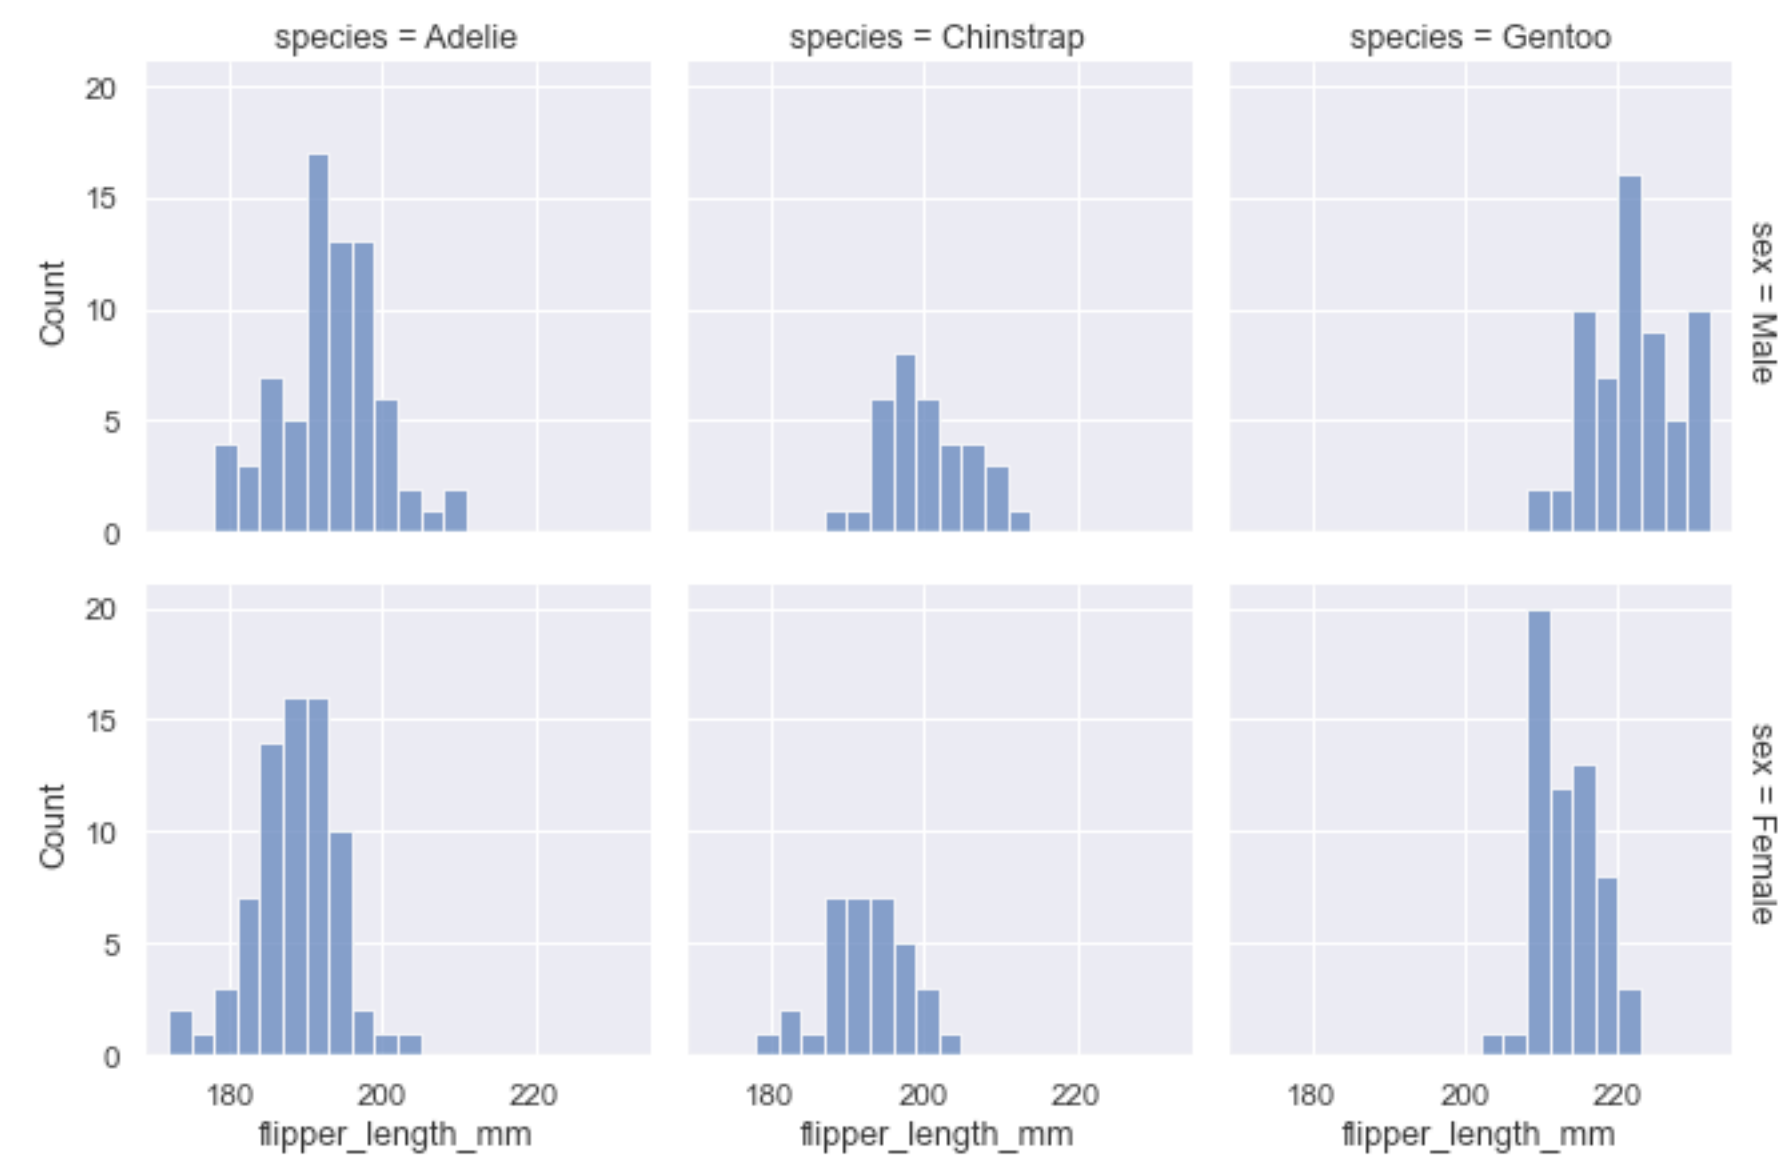 species = Adelie
species = Chinstrap
species = Gentoo
20
15
10
5
0
Count
sex = Male
20
15
10
5
0
Count
sex = Female
180 200 220
180 200 220
180 200 220
flipper_length_mm
flipper_length_mm
flipper_length_mm